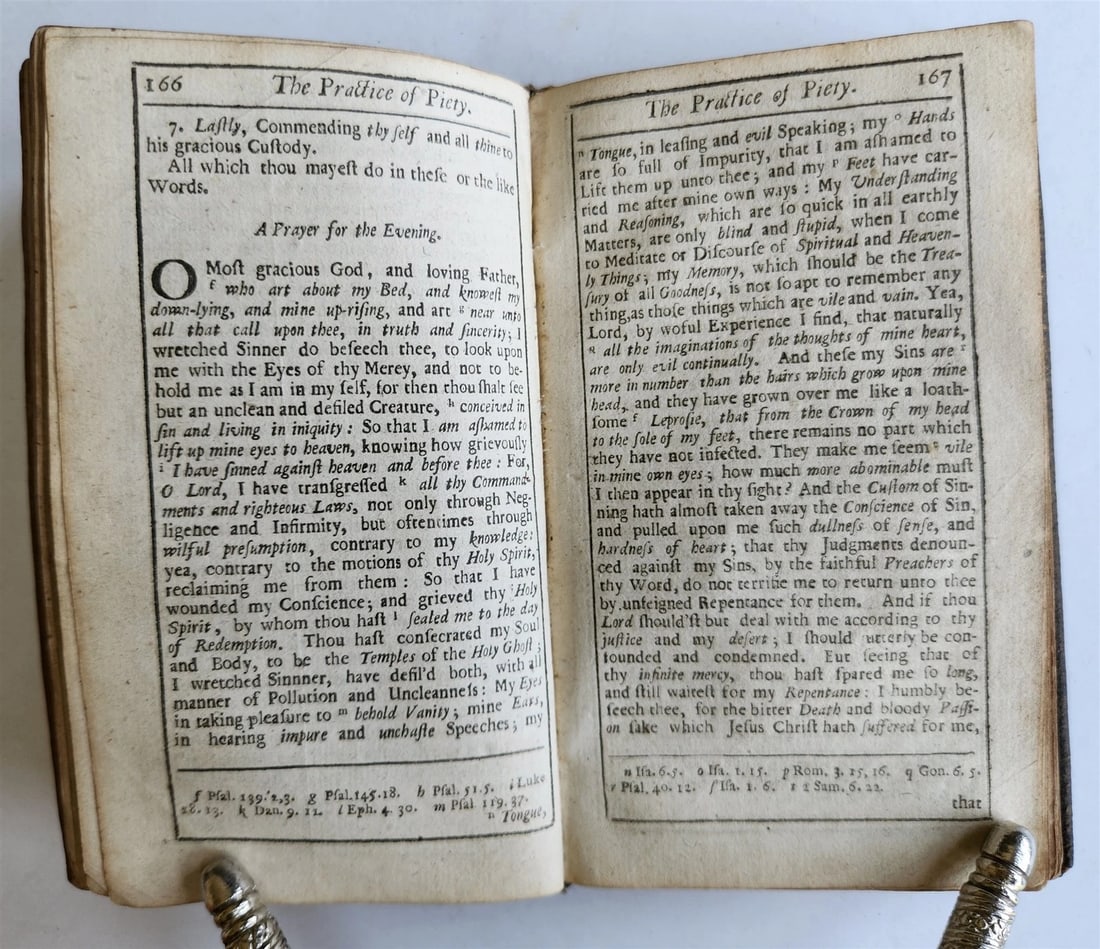 166 The Practice of Piety.
7. Laſtly, Commending thy ſelf and all thine to
his gracious Cuſtody.
All which thou mayeſt do in theſe or the like
Words.
A Prayer for the Evening.
O Moſt gracious God, and loving Father,
f who art about my Bed, and knoweſt my
down-lying, and mine up-riſing, and art g near unto
all that call upon thee, in truth and ſincerity; I
wretched Sinner do beſeech thee, to look upon
me with the Eyes of thy Mercy, and not to be-
hold me as I am in my ſelf, for then thou ſhalt ſee
but an unclean and defiled Creature, h conceived in
ſin and living in iniquity: So that I am aſhamed to
lift up mine eyes to heaven, knowing how grievouſly
i I have ſinned againſt heaven and before thee: For,
O Lord, I have tranſgreſſed k all thy Command-
ments and righteous Laws, not only through Neg-
ligence and Infirmity, but oftentimes through
wilful preſumption, contrary to my knowledge:
yea, contrary to the motions of thy Holy Spirit,
reclaiming me from them: So that I have
wounded my Conſcience; and grieved thy Holy
Spirit, by whom thou haſt l ſealed me to the day
of Redemption. Thou haſt conſecrated my Soul
and Body, to be the Temples of the Holy Ghoſt;
I wretched Sinnner, have defil'd both, with all
manner of Pollution and Uncleanneſs: My Eyes
in taking pleaſure to m behold Vanity; mine Ears,
in hearing impure and unchaſte Speeches; my
f Pſal. 139. 2,3. g Pſal. 145. 18. h Pſal. 51. 5. i Luke
18. 13. k Dan. 9. 11. l Eph. 4. 30. m Pſal 119. 37.
n Tongue,
The Practice of Piety. 167
n Tongue, in leaſing and evil Speaking; my o Hands
are ſo full of Impurity, that I am aſhamed to
Lift them up unto thee; and my p Feet have car-
ried me after mine own ways: My Underſtanding
and Reaſoning, which are ſo quick in all earthly
Matters, are only blind and ſtupid, when I come
to Meditate or Diſcourſe of Spiritual and Heaven-
ly Things; my Memory, which ſhould be the Trea-
ſury of all Goodneſs, is not ſo apt to remember any
thing, as thoſe things which are vile and vain. Yea,
Lord, by woful Experience I find, that naturally
q all the imaginations of the thoughts of mine heart,
are only evil continually. And theſe my Sins are r
more in number than the hairs which grow upon mine
head, and they have grown over me like a loath-
ſome ſ Leproſie, that from the Crown of my head
to the ſole of my feet, there remains no part which
they have not infected. They make me ſeem t vile
in mine own eyes; how much more abominable muſt
I then appear in thy ſight? And the Cuſtom of Sin-
ning hath almoſt taken away the Conſcience of Sin,
and pulled upon me ſuch dullneſs of ſenſe, and
hardneſs of heart; that thy Judgments denoun-
ced againſt my Sins, by the faithful Preachers of
thy Word, do not terrifie me to return unto thee
by unfeigned Repentance for them. And if thou
Lord ſhould'ſt but deal with me according to thy
juſtice and my deſert; I ſhould utterly be con-
founded and condemned. But ſeeing that of
thy infinite mercy, thou haſt ſpared me ſo long,
and ſtill waiteſt for my Repentance: I humbly be-
ſeech thee, for the bitter Death and bloody Paſſi-
on ſake which Jeſus Chriſt hath ſuffered for me,
n Iſa. 6.5. o Iſa. 1. 15. p Rom. 3. 15, 16. q Gen. 6. 5.
r Pſal. 40. 12. ſ Iſa. 1. 6. t 2 Sam. 6. 22.
that